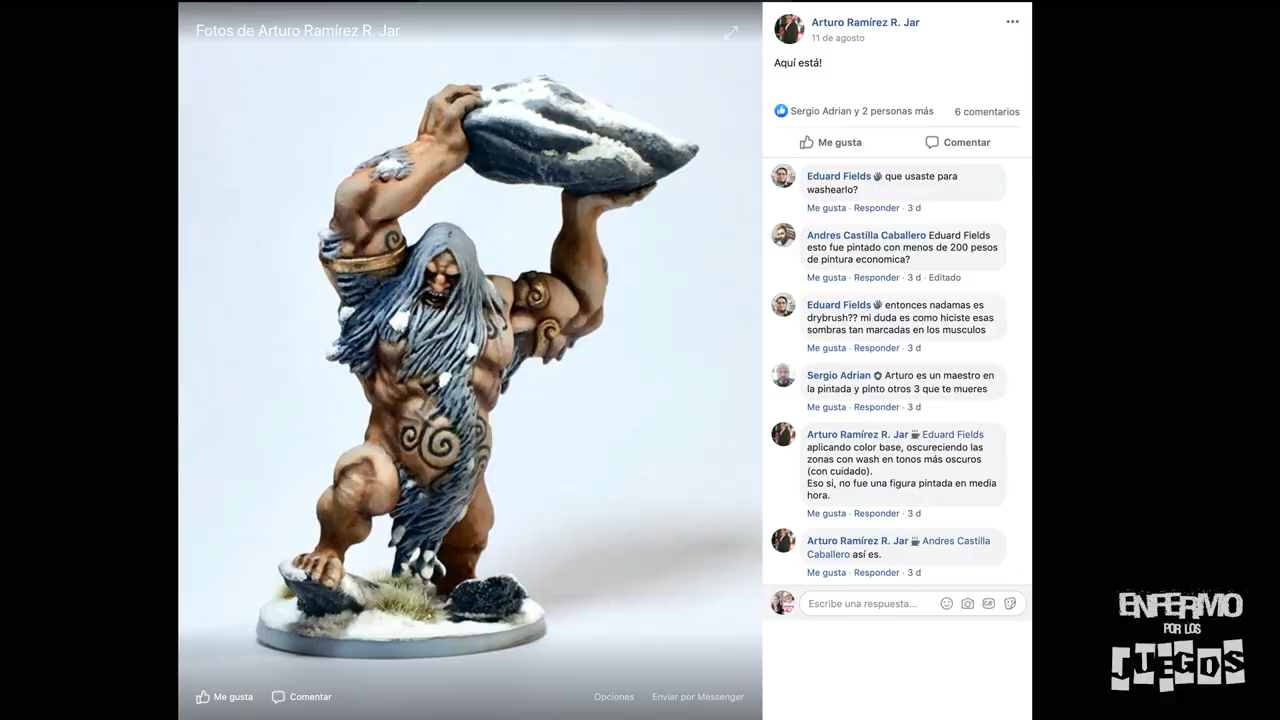 Fotos de Arturo Ramírez R. Jar
Arturo Ramírez R. Jar
11 de agosto
Aquí está!
Sergio Adrian y 2 personas más
6 comentarios
Me gusta
Comentar
Eduard Fields que usaste para
washearlo?
Me gusta · Responder · 3 d
Andres Castilla Caballero Eduard Fields
esto fue pintado con menos de 200 pesos
de pintura economica?
Me gusta · Responder · 3 d · Editado
Eduard Fields entonces nadamas es
drybrush?? mi duda es como hiciste esas
sombras tan marcadas en los musculos
Me gusta · Responder · 3 d
Sergio Adrian Arturo es un maestro en
la pintada y pinto otros 3 que te mueres
Me gusta · Responder · 3 d
Arturo Ramírez R. Jar Eduard Fields
aplicando color base, oscureciendo las
zonas con wash en tonos más oscuros
(con cuidado).
Eso si, no fue una figura pintada en media
hora.
Me gusta · Responder · 3 d
Arturo Ramírez R. Jar Andres Castilla
Caballero así es.
Me gusta · Responder · 3 d
Escribe una respuesta...
GIF
Me gusta
Comentar
Opciones
Enviar por Messenger
ENFERMO
POR LOS
JUEGOS